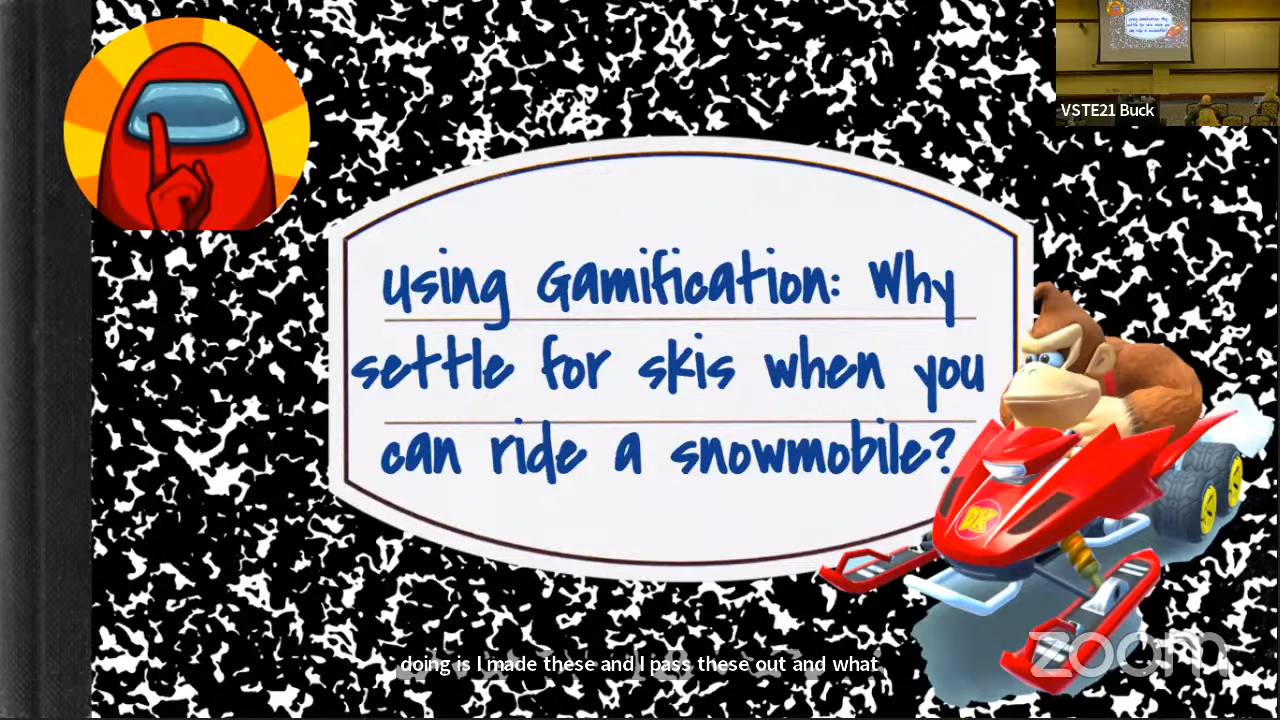 VSTE21 Buck
using Gamification: Why
settle for skis when you
can ride a snowmobile?
DK
doing is I made these and I pass these out and what
zoom